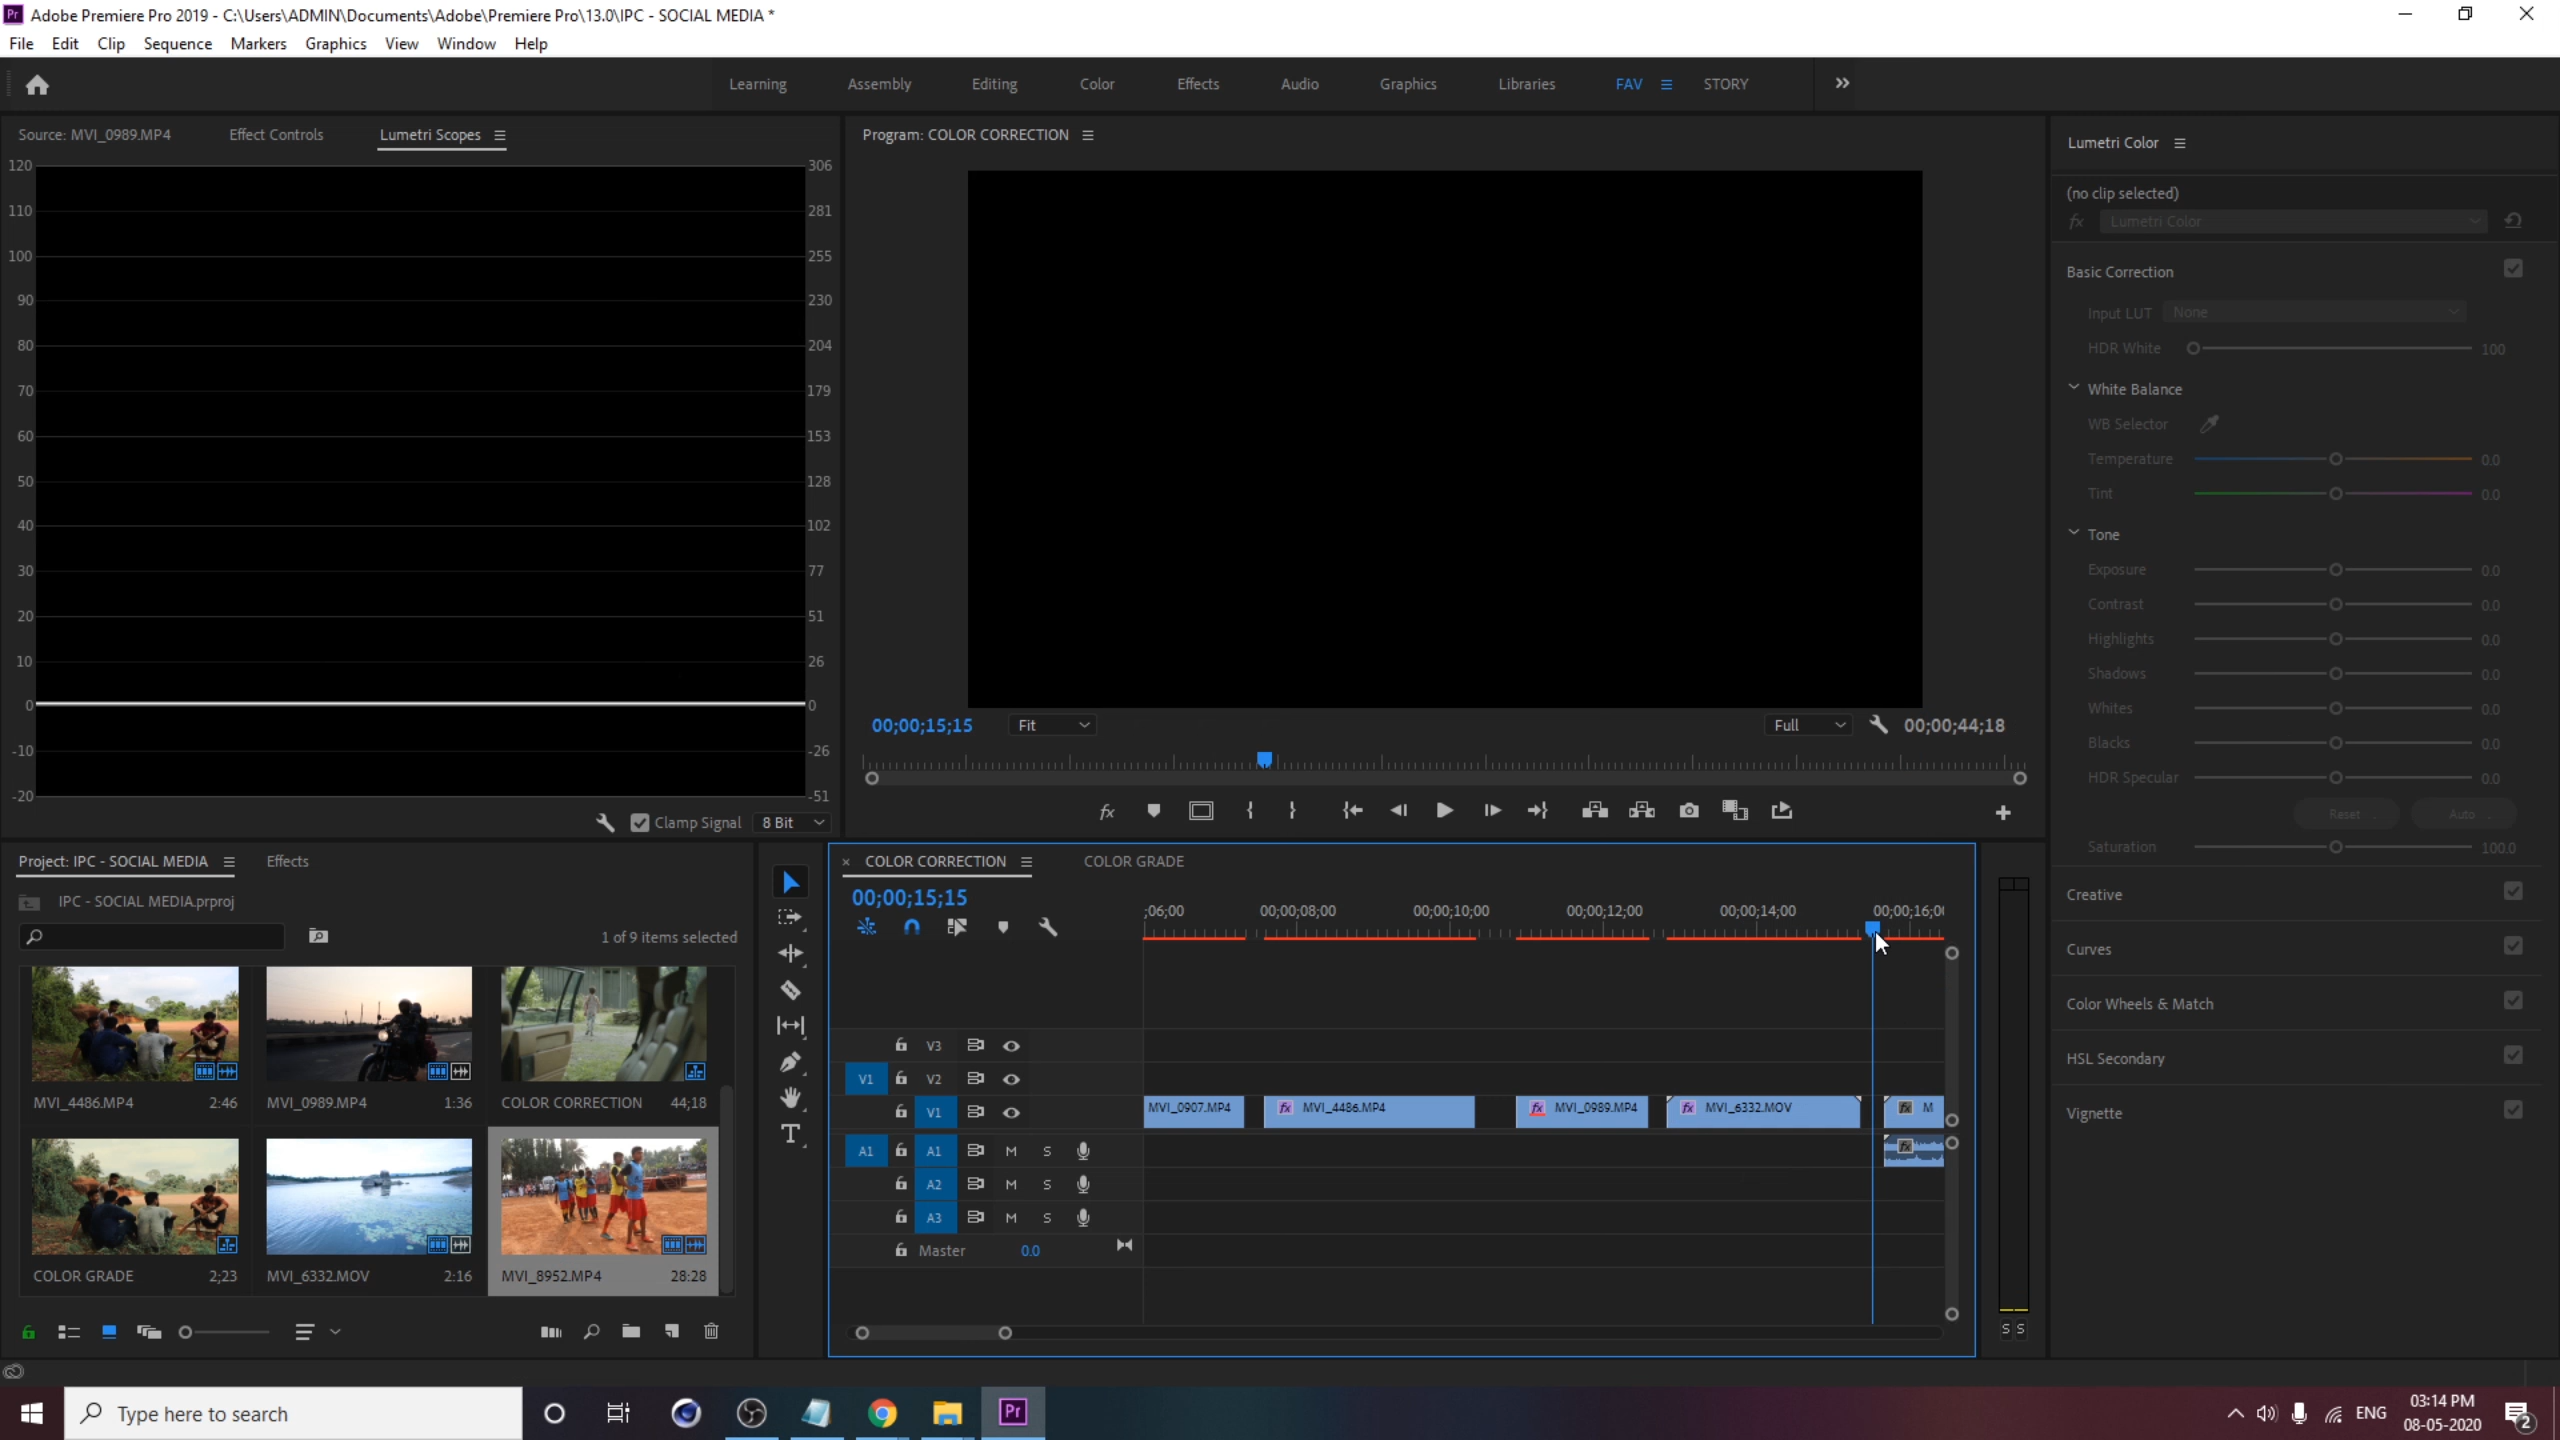 Pr Adobe Premiere Pro 2019 - C:\Users\ADMIN\Documents\Adobe\Premiere Pro\13.0\IPC - SOCIAL MEDIA *
File Edit Clip Sequence Markers Graphics View Window Help
Learning Assembly Editing Color Effects Audio Graphics Libraries FAV STORY
Source: MVI_0989.MP4 Effect Controls Lumetri Scopes
120 306
110 281
100 255
90 230
80 204
70 179
60 153
50 128
40 102
30 77
20 51
10 26
0 0
-10 -26
-20 -51
Clamp Signal 8 Bit
Program: COLOR CORRECTION
00;00;15;15 Fit Full 00;00;44;18
fx
Lumetri Color
(no clip selected)
fx Lumetri Color
Basic Correction
Input LUT None
HDR White 100
White Balance
WB Selector
Temperature 0.0
Tint 0.0
Tone
Exposure 0.0
Contrast 0.0
Highlights 0.0
Shadows 0.0
Whites 0.0
Blacks 0.0
HDR Specular 0.0
Reset Auto
Saturation 100.0
Creative
Curves
Color Wheels & Match
HSL Secondary
Vignette
Project: IPC - SOCIAL MEDIA Effects
IPC - SOCIAL MEDIA.prproj
1 of 9 items selected
MVI_4486.MP4 2:46 MVI_0989.MP4 1:36 COLOR CORRECTION 44;18
COLOR GRADE 2;23 MVI_6332.MOV 2:16 MVI_8952.MP4 28:28
T
× COLOR CORRECTION COLOR GRADE
00;00;15;15
;06;00 00;00;08;00 00;00;10;00 00;00;12;00 00;00;14;00 00;00;16;00
V3
V1 V2
V1 MVI_0907.MP4 fx MVI_4486.MP4 fx MVI_0989.MP4 fx MVI_6332.MOV fx M
A1 A1 M S fx
A2 M S
A3 M S
Master 0.0
S S
Type here to search
Pr
ENG
03:14 PM
08-05-2020
2